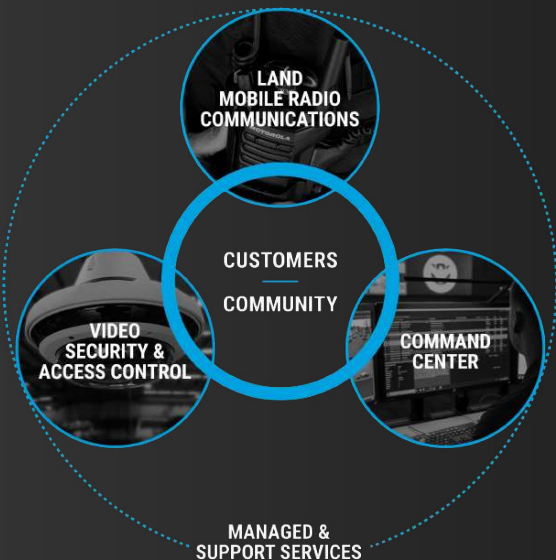 LAND
MOBILE RADIO
COMMUNICATIONS
MOTOROLA
CUSTOMERS
COMMUNITY
VIDEO
SECURITY &
ACCESS CONTROL
COMMAND
CENTER
MANAGED &
SUPPORT SERVICES